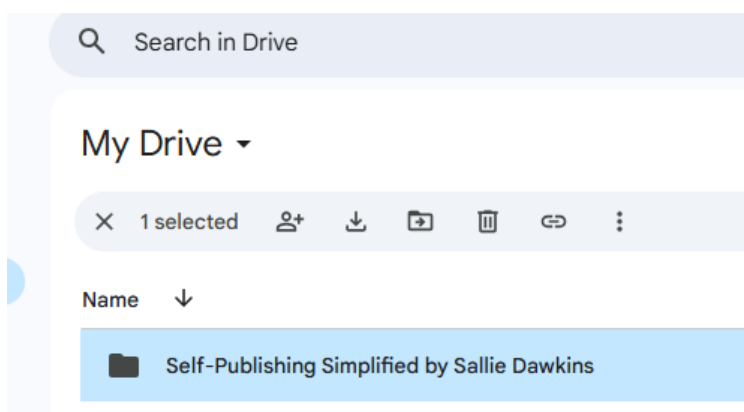 Search in Drive
My Drive
1 selected
Name
Self-Publishing Simplified by Sallie Dawkins